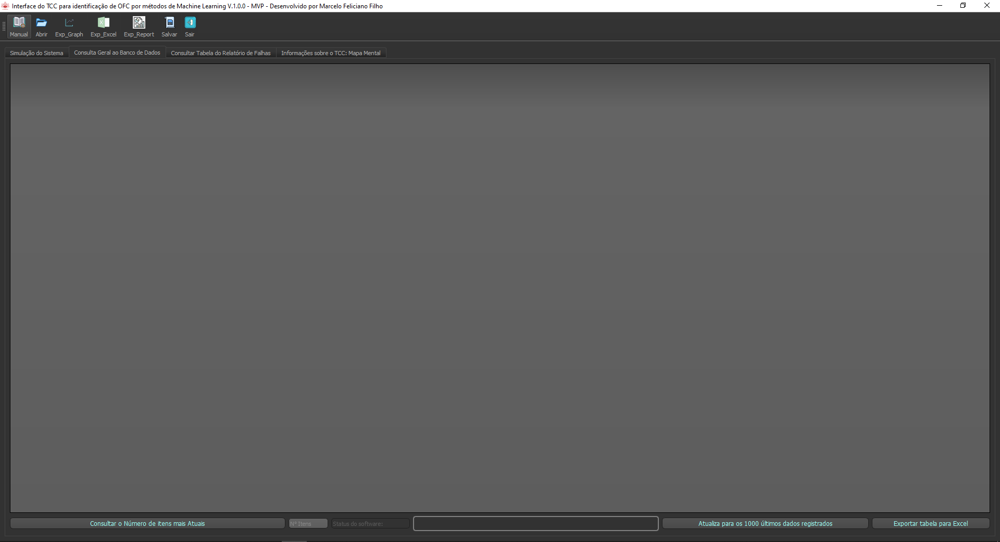 Interface do TCC para identificação de OFC por métodos de Machine Learning V.1.0.0 - MVP - Desenvolvido por Marcelo Feliciano Filho
Manual Abrir Exp_Graph Exp_Excel Exp_Report Salvar Sair
Simulação do Sistema Consulta Geral ao Banco de Dados Consultar Tabela do Relatório de Falhas Informações sobre o TCC: Mapa Mental
Consultar o Número de itens mais Atuais Nº Itens Status do software: Atualiza para os 1000 últimos dados registrados Exportar tabela para Excel